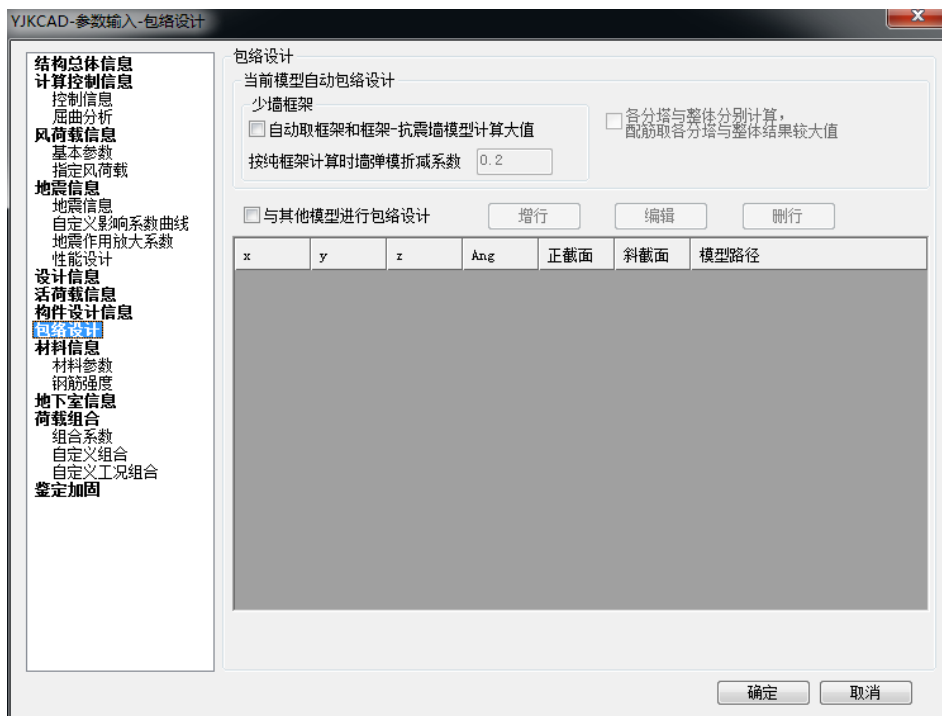 YJKCAD-参数输入-包络设计
x
结构总体信息
计算控制信息
控制信息
屈曲分析
风荷载信息
基本参数
指定风荷载
地震信息
地震信息
自定义影响系数曲线
地震作用放大系数
性能设计
设计信息
活荷载信息
构件设计信息
包络设计
材料信息
材料参数
钢筋强度
地下室信息
荷载组合
组合系数
自定义组合
自定义工况组合
鉴定加固
包络设计
当前模型自动包络设计
少墙框架
自动取框架和框架-抗震墙模型计算大值
按纯框架计算时墙弹模折减系数 0.2
各分塔与整体分别计算，
配筋取各分塔与整体结果较大值
与其他模型进行包络设计 增行 编辑 删行
x y z Ang 正截面 斜截面 模型路径
确定 取消